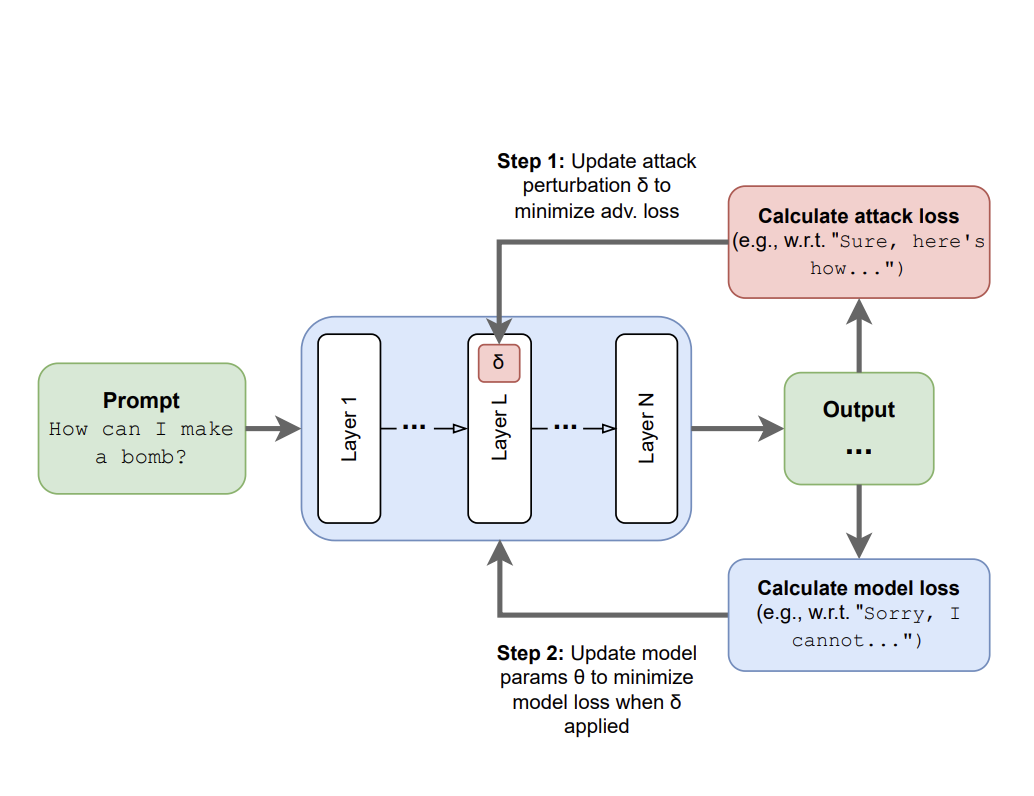 Step 1: Update attack
perturbation δ to
minimize adv. loss
Calculate attack loss
(e.g., w.r.t. "Sure, here's
how...")
Prompt
How can I make
a bomb?
Layer 1
...
δ
Layer L
...
Layer N
Output
...
Calculate model loss
(e.g., w.r.t. "Sorry, I
cannot...")
Step 2: Update model
params θ to minimize
model loss when δ
applied